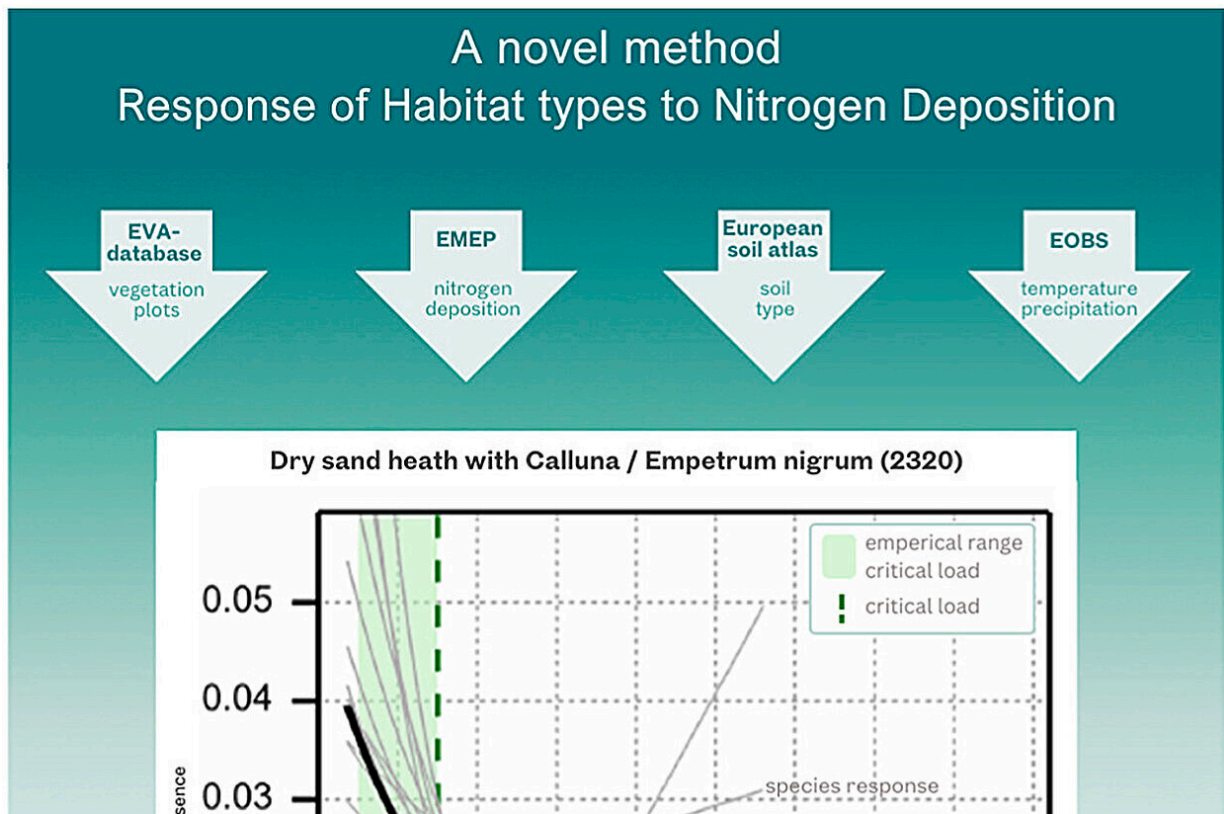 A novel method
Response of Habitat types to Nitrogen Deposition
EVA-
database
vegetation
plots
EMEP
nitrogen
deposition
European
soil atlas
soil
type
EOBS
temperature
precipitation
Dry sand heath with Calluna / Empetrum nigrum (2320)
emperical range
critical load
critical load
0.05
0.04
0.03
species response